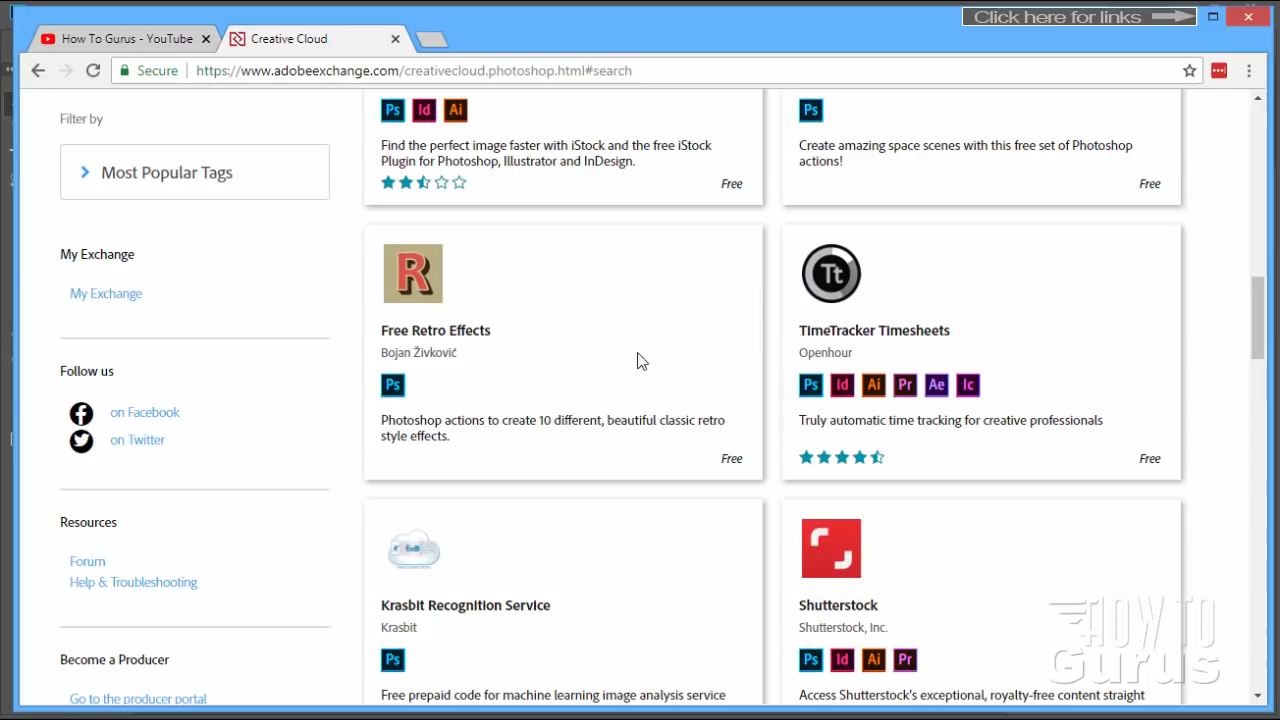 Click here for links
How To Gurus - YouTube
Creative Cloud
Secure
https://www.adobeexchange.com/creativecloud.photoshop.html#search
Filter by
Most Popular Tags
My Exchange
My Exchange
Follow us
on Facebook
on Twitter
Resources
Forum
Help & Troubleshooting
Become a Producer
Go to the producer portal
Ps Id Ai
Find the perfect image faster with iStock and the free iStock
Plugin for Photoshop, Illustrator and InDesign.
Free
Ps
Create amazing space scenes with this free set of Photoshop
actions!
Free
R
Free Retro Effects
Bojan Živković
Ps
Photoshop actions to create 10 different, beautiful classic retro
style effects.
Free
Tt
TimeTracker Timesheets
Openhour
Ps Id Ai Pr Ae Ic
Truly automatic time tracking for creative professionals
Free
Krasbit Recognition Service
Krasbit
Ps
Free prepaid code for machine learning image analysis service
Shutterstock
Shutterstock, Inc.
Ps Id Ai Pr
Access Shutterstock's exceptional, royalty-free content straight
HOW TO
Gurus